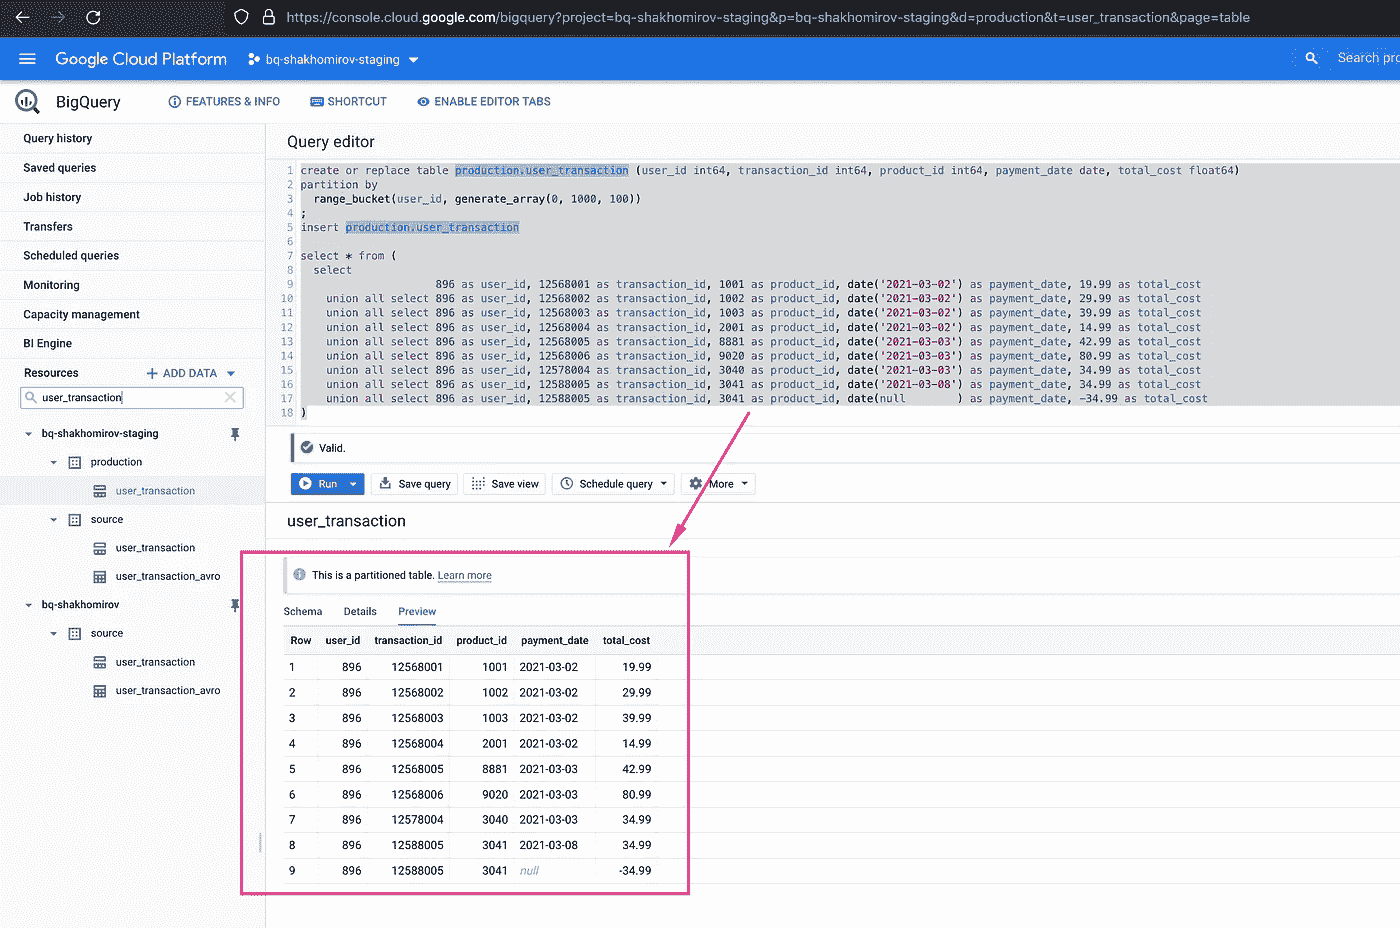 https://console.cloud.google.com/bigquery?project=bq-shakhomirov-staging&p=bq-shakhomirov-staging&d=production&t=user_transaction&page=table
Google Cloud Platform bq-shakhomirov-staging Search pro
BigQuery FEATURES & INFO SHORTCUT ENABLE EDITOR TABS
Query history
Saved queries
Job history
Transfers
Scheduled queries
Monitoring
Capacity management
BI Engine
Resources + ADD DATA
user_transaction
bq-shakhomirov-staging
production
user_transaction
source
user_transaction
user_transaction_avro
bq-shakhomirov
source
user_transaction
user_transaction_avro
Query editor
1 create or replace table production.user_transaction (user_id int64, transaction_id int64, product_id int64, payment_date date, total_cost float64)
2 partition by
3 range_bucket(user_id, generate_array(0, 1000, 100))
4 ;
5 insert production.user_transaction
6
7 select * from (
8 select
9 896 as user_id, 12568001 as transaction_id, 1001 as product_id, date('2021-03-02') as payment_date, 19.99 as total_cost
10 union all select 896 as user_id, 12568002 as transaction_id, 1002 as product_id, date('2021-03-02') as payment_date, 29.99 as total_cost
11 union all select 896 as user_id, 12568003 as transaction_id, 1003 as product_id, date('2021-03-02') as payment_date, 39.99 as total_cost
12 union all select 896 as user_id, 12568004 as transaction_id, 2001 as product_id, date('2021-03-02') as payment_date, 14.99 as total_cost
13 union all select 896 as user_id, 12568005 as transaction_id, 8881 as product_id, date('2021-03-03') as payment_date, 42.99 as total_cost
14 union all select 896 as user_id, 12568006 as transaction_id, 9020 as product_id, date('2021-03-03') as payment_date, 80.99 as total_cost
15 union all select 896 as user_id, 12578004 as transaction_id, 3040 as product_id, date('2021-03-03') as payment_date, 34.99 as total_cost
16 union all select 896 as user_id, 12588005 as transaction_id, 3041 as product_id, date('2021-03-08') as payment_date, 34.99 as total_cost
17 union all select 896 as user_id, 12588005 as transaction_id, 3041 as product_id, date(null ) as payment_date, -34.99 as total_cost
18 )
Valid.
Run Save query Save view Schedule query More
user_transaction
This is a partitioned table. Learn more
Schema Details Preview
Row user_id transaction_id product_id payment_date total_cost
1 896 12568001 1001 2021-03-02 19.99
2 896 12568002 1002 2021-03-02 29.99
3 896 12568003 1003 2021-03-02 39.99
4 896 12568004 2001 2021-03-02 14.99
5 896 12568005 8881 2021-03-03 42.99
6 896 12568006 9020 2021-03-03 80.99
7 896 12578004 3040 2021-03-03 34.99
8 896 12588005 3041 2021-03-08 34.99
9 896 12588005 3041 null -34.99